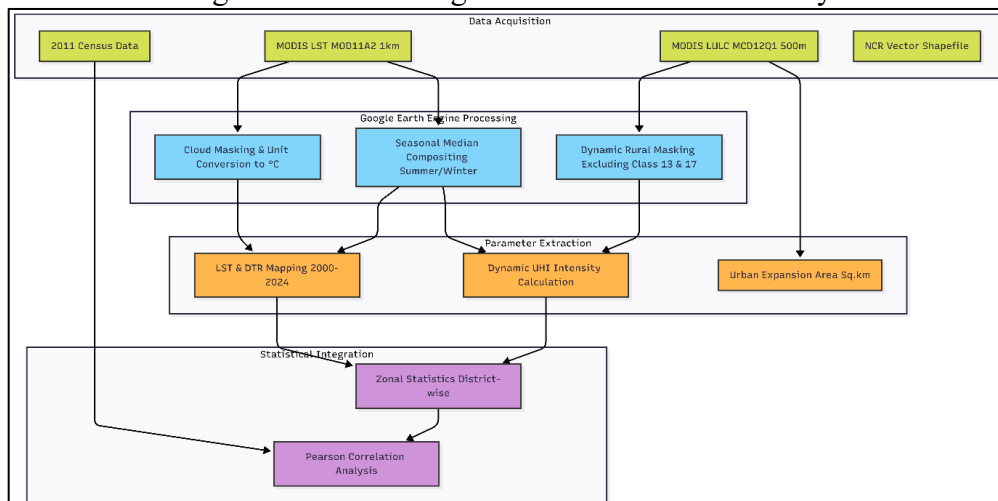 Data Acquisition
2011 Census Data
MODIS LST MOD11A2 1km
MODIS LULC MCD12Q1 500m
NCR Vector Shapefile
Google Earth Engine Processing
Cloud Masking & Unit
Conversion to °C
Seasonal Median
Compositing
Summer/Winter
Dynamic Rural Masking
Excluding Class 13 & 17
Parameter Extraction
LST & DTR Mapping 2000-
2024
Dynamic UHI Intensity
Calculation
Urban Expansion Area Sq.km
Statistical Integration
Zonal Statistics District-
wise
Pearson Correlation
Analysis